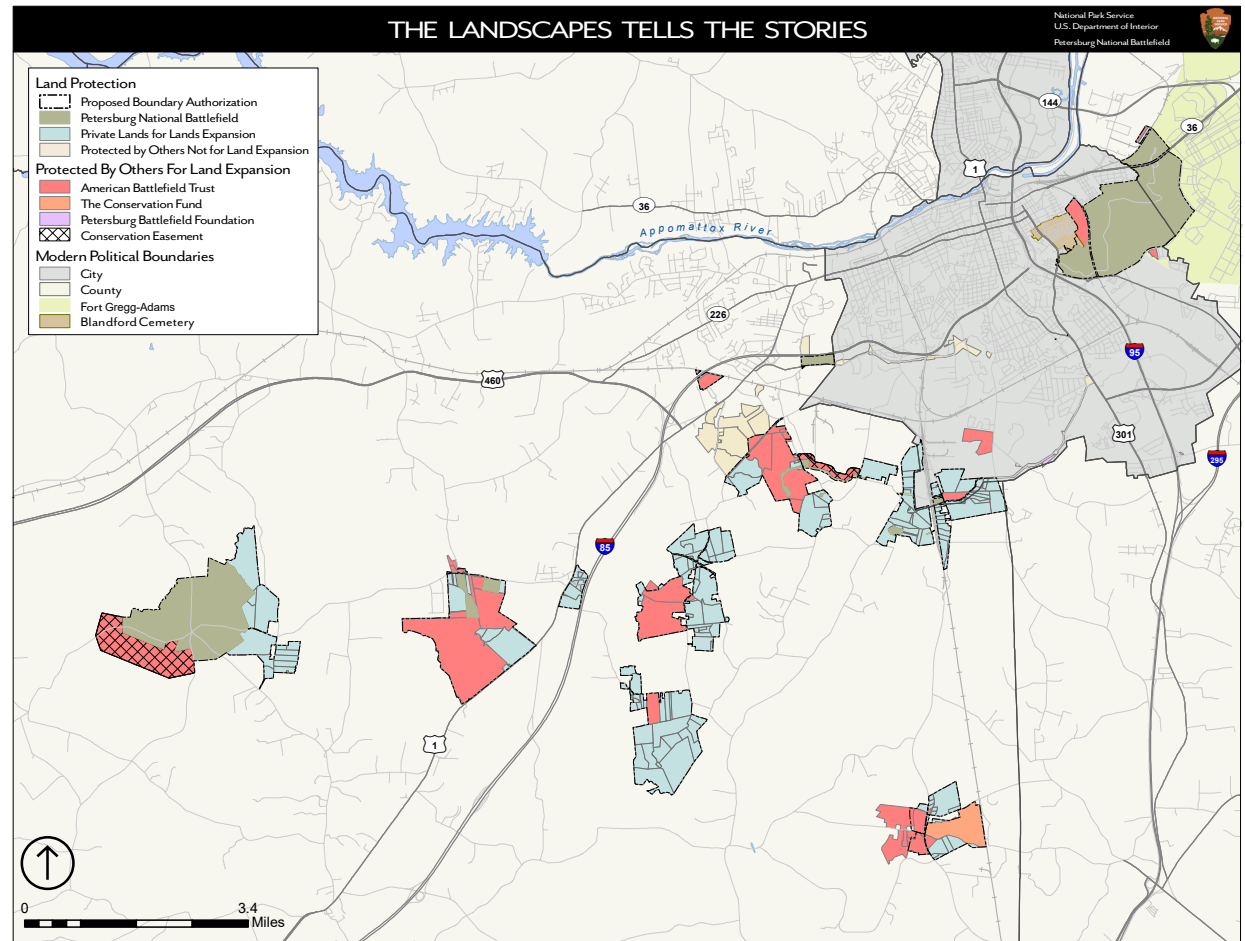 THE LANDSCAPES TELLS THE STORIES
National Park Service
U.S. Department of Interior
Petersburg National Battlefield
Land Protection
Proposed Boundary Authorization
Petersburg National Battlefield
Private Lands for Lands Expansion
Protected by Others Not for Land Expansion
Protected By Others For Land Expansion
American Battlefield Trust
The Conservation Fund
Petersburg Battlefield Foundation
Conservation Easement
Modern Political Boundaries
City
County
Fort Gregg-Adams
Blandford Cemetery
144
36
1
36
Appomattox River
226
95
460
301
295
85
1
0
3.4
Miles